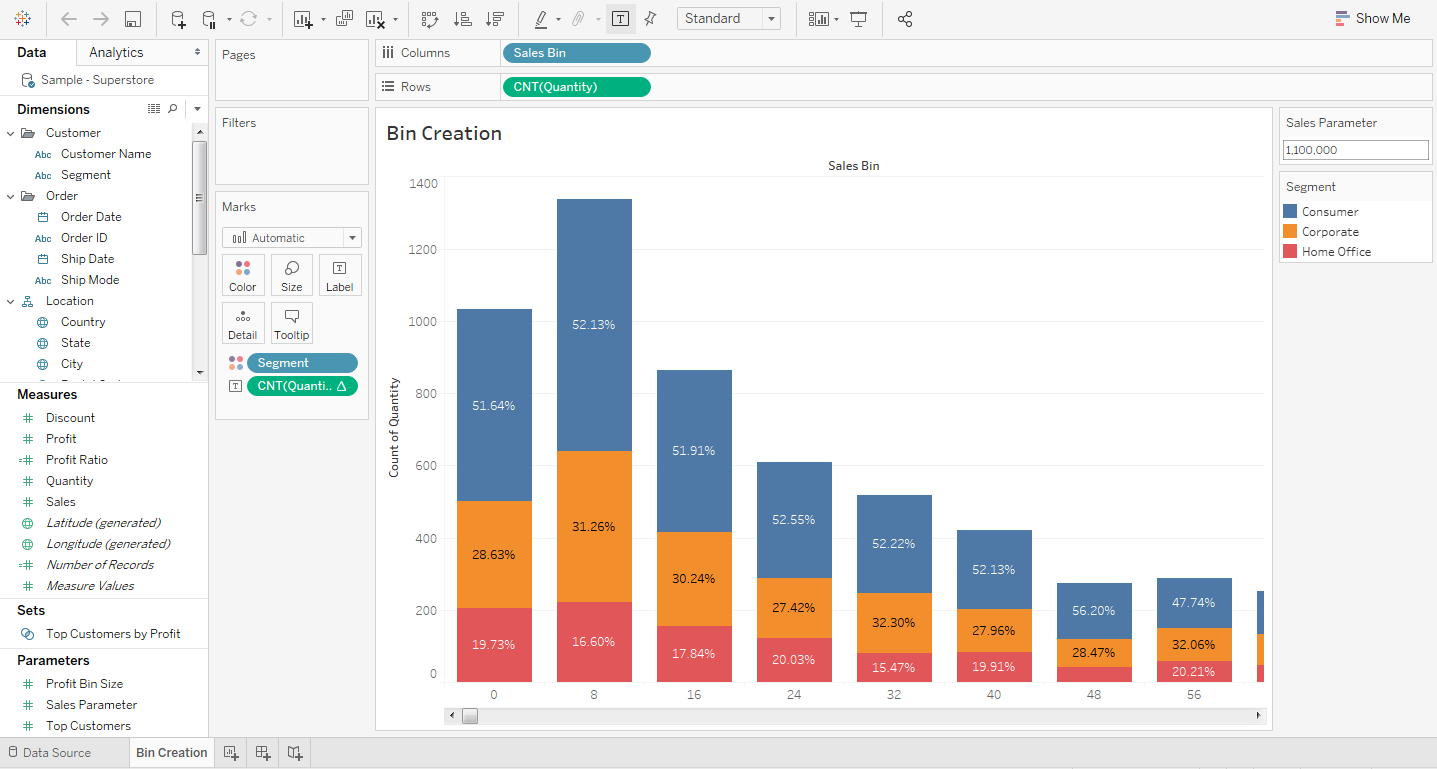 Standard
Show Me
Data
Analytics
Sample - Superstore
Dimensions
Customer
Abc Customer Name
Abc Segment
Order
Order Date
Abc Order ID
Ship Date
Abc Ship Mode
Location
Country
State
City
Measures
Discount
Profit
Profit Ratio
Quantity
Sales
Latitude (generated)
Longitude (generated)
Number of Records
Measure Values
Sets
Top Customers by Profit
Parameters
Profit Bin Size
Sales Parameter
Top Customers
Pages
Filters
Marks
Automatic
Color
Size
T
Label
Detail
Tooltip
Segment
T CNT(Quanti.. Δ
Columns
Sales Bin
Rows
CNT(Quantity)
Bin Creation
Sales Bin
Count of Quantity
1400
1200
1000
800
600
400
200
0
51.64%
28.63%
19.73%
52.13%
31.26%
16.60%
51.91%
30.24%
17.84%
52.55%
27.42%
20.03%
52.22%
32.30%
15.47%
52.13%
27.96%
19.91%
56.20%
28.47%
47.74%
32.06%
20.21%
0 8 16 24 32 40 48 56
Sales Parameter
1,100,000
Segment
Consumer
Corporate
Home Office
Data Source
Bin Creation